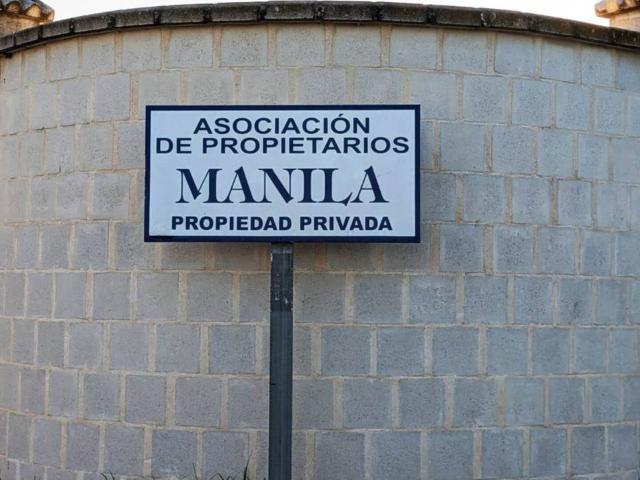 ASOCIACIÓN
DE PROPIETARIOS
MANILA
PROPIEDAD PRIVADA